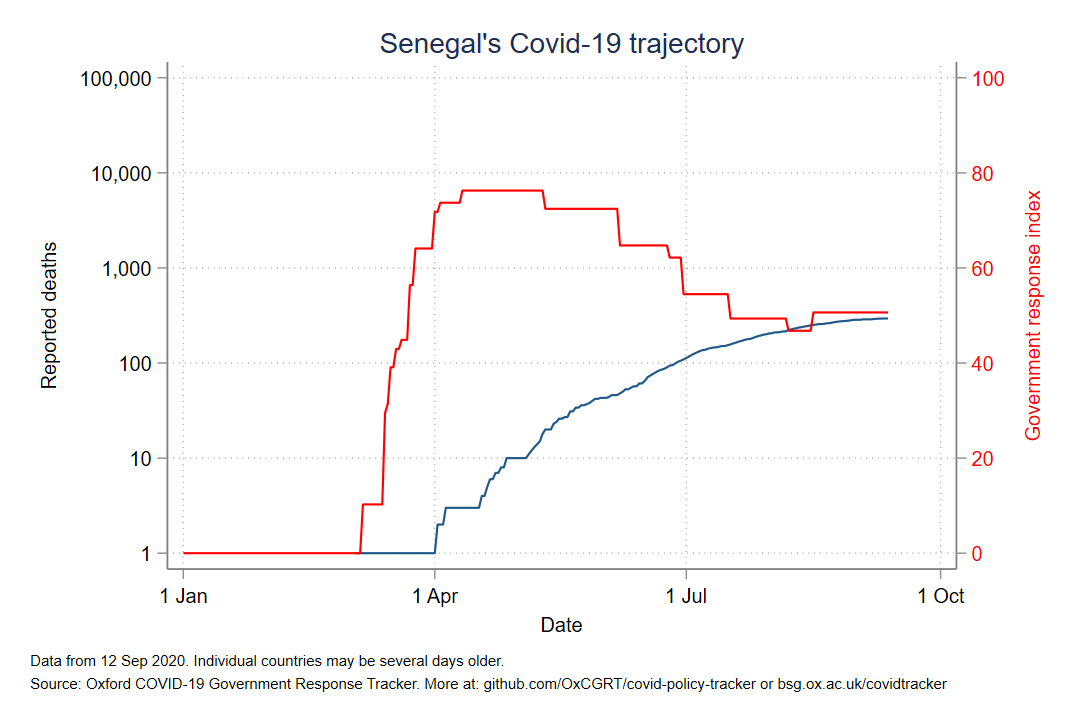 Senegal's Covid-19 trajectory
100,000
10,000
1,000
100
10
1
Reported deaths
100
80
60
40
20
0
Government response index
1 Jan 1 Apr 1 Jul 1 Oct
Date
Data from 12 Sep 2020. Individual countries may be several days older.
Source: Oxford COVID-19 Government Response Tracker. More at: github.com/OxCGRT/covid-policy-tracker or bsg.ox.ac.uk/covidtracker